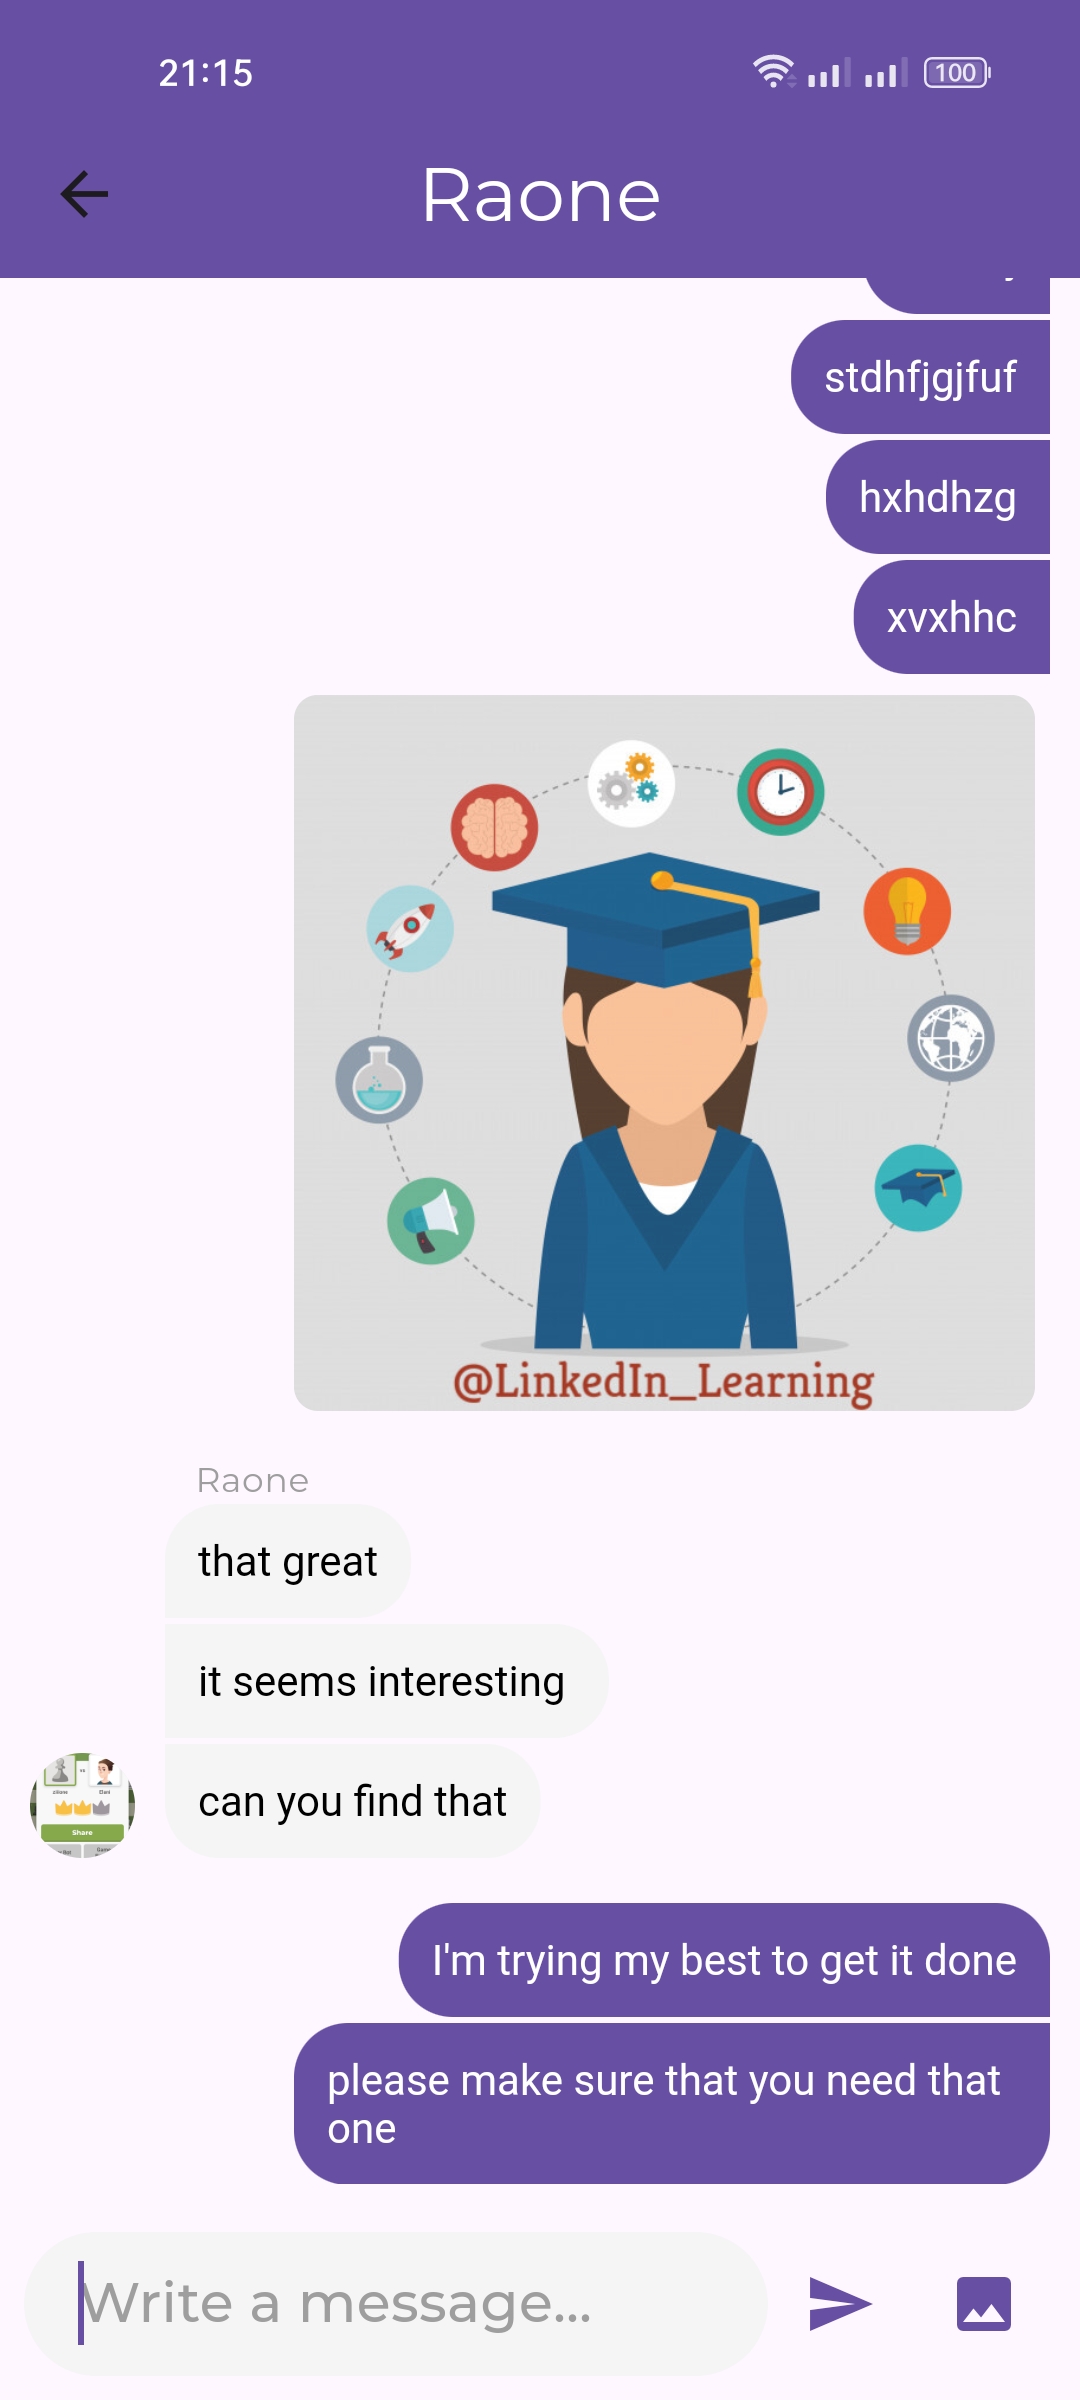 21:15
100
Raone
stdhfjgjfuf
hxhdhzg
xvxhhc
@LinkedIn_Learning
Raone
that great
it seems interesting
can you find that
Share
I'm trying my best to get it done
please make sure that you need that
one
Write a message...